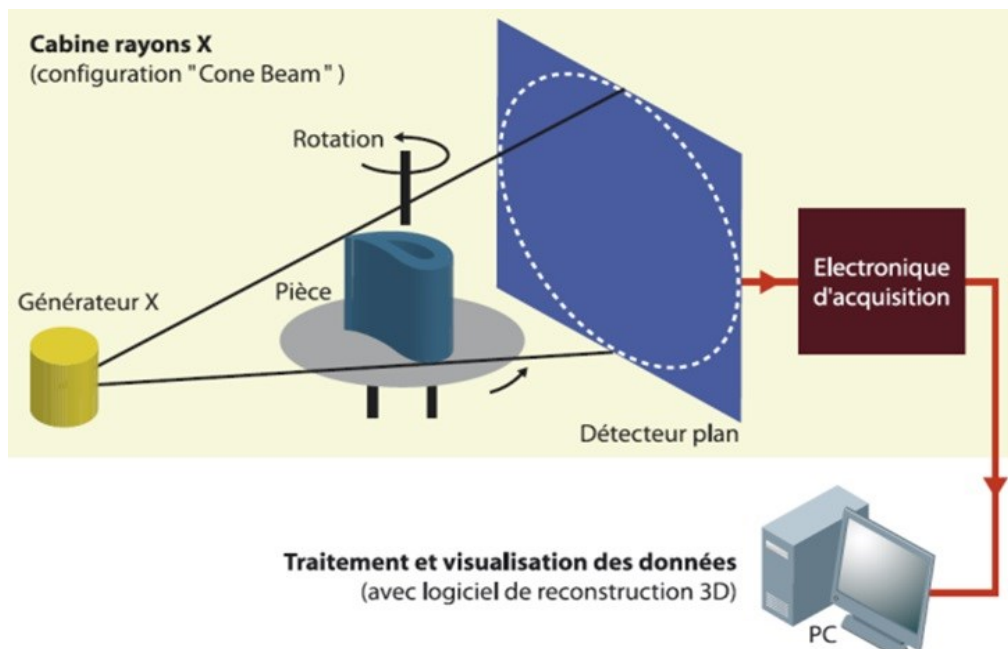 Cabine rayons X
(configuration "Cone Beam" )
Rotation
Générateur X
Pièce
Electronique
d'acquisition
Détecteur plan
Traitement et visualisation des données
(avec logiciel de reconstruction 3D)
PC